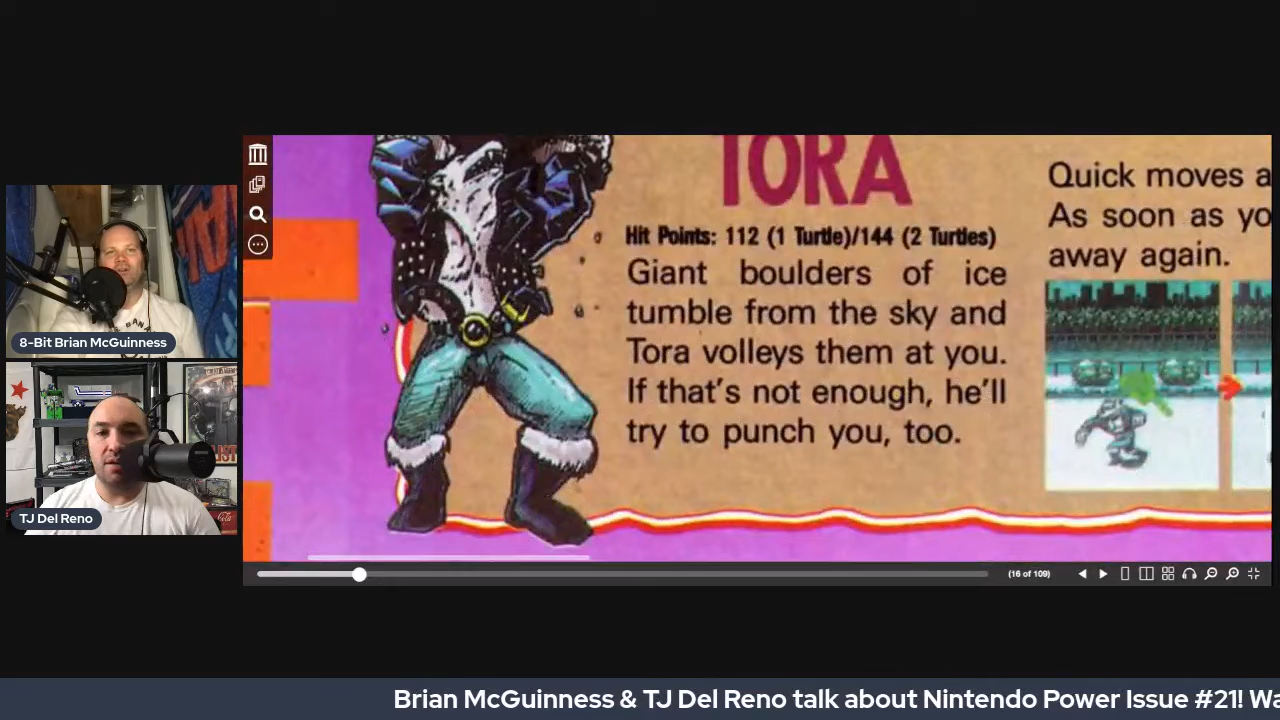 TORA
Hit Points: 112 (1 Turtle)/144 (2 Turtles)
Giant boulders of ice
tumble from the sky and
Tora volleys them at you.
If that's not enough, he'll
try to punch you, too.
Quick moves a
As soon as yo
away again.
8-Bit Brian McGuinness
TJ Del Reno
(16 of 109)
Brian McGuinness & TJ Del Reno talk about Nintendo Power Issue #21! Wa